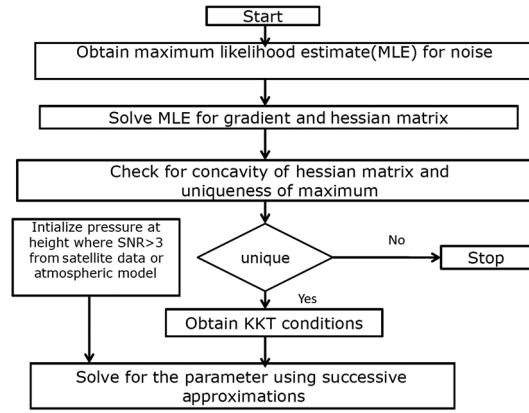 Start
Obtain maximum likelihood estimate(MLE) for noise
Solve MLE for gradient and hessian matrix
Check for concavity of hessian matrix and
uniqueness of maximum
Intialize pressure at
height where SNR>3
from satellite data or
atmospheric model
unique
No
Stop
Yes
Obtain KKT conditions
Solve for the parameter using successive
approximations